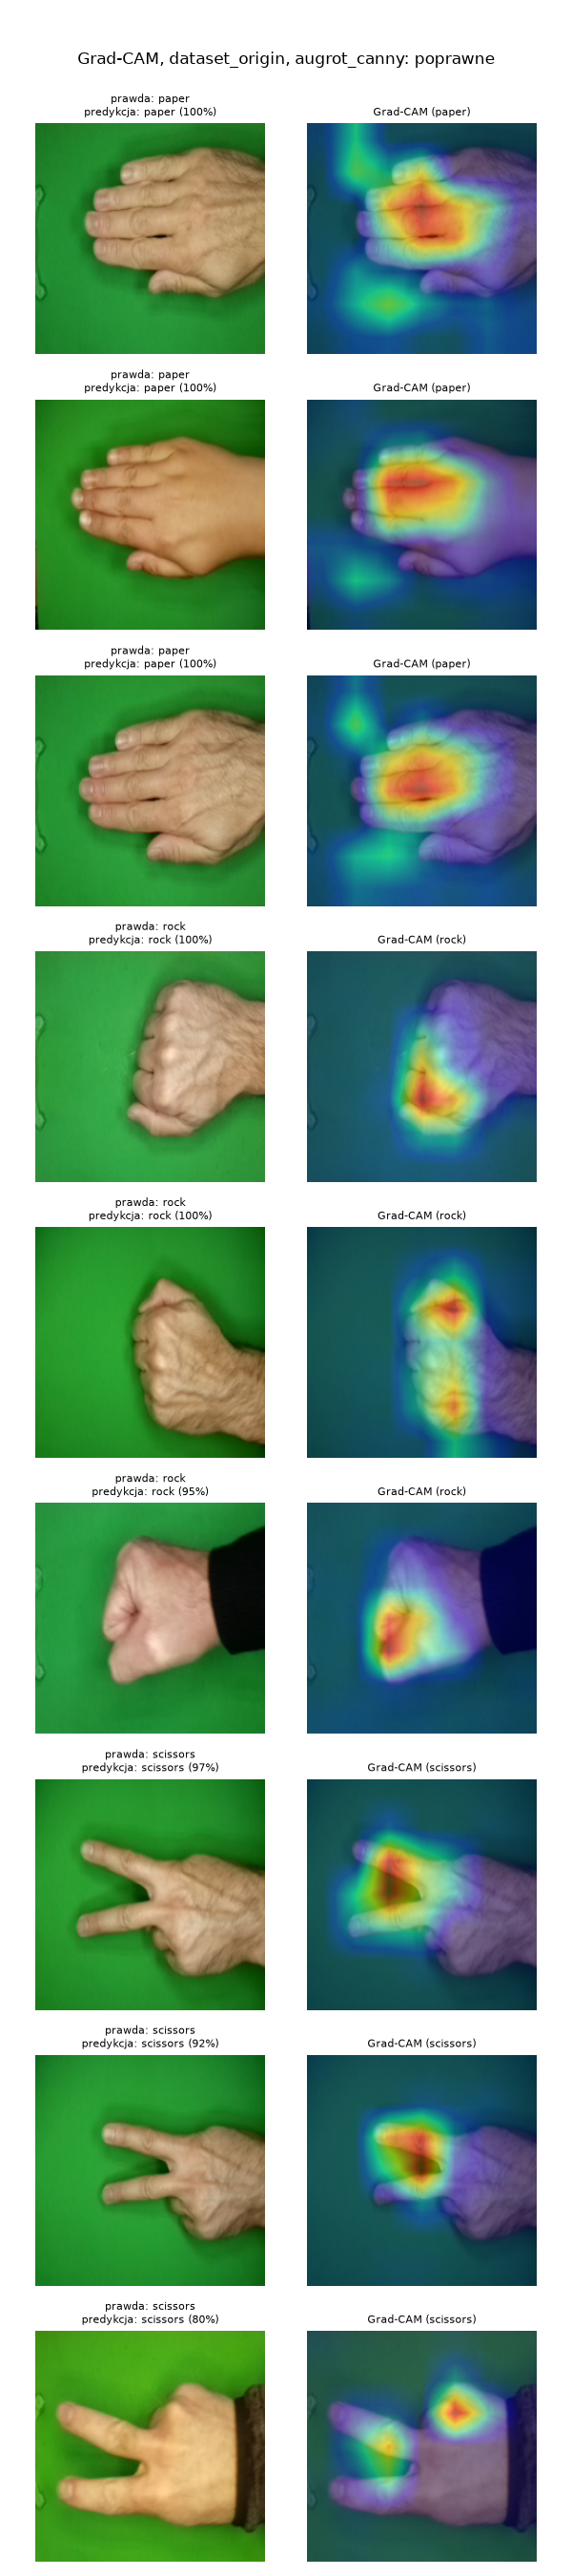 Grad-CAM, dataset_origin, augrot_canny: poprawne
prawda: paper
predykcja: paper (100%)
Grad-CAM (paper)
prawda: paper
predykcja: paper (100%)
Grad-CAM (paper)
prawda: paper
predykcja: paper (100%)
Grad-CAM (paper)
prawda: rock
predykcja: rock (100%)
Grad-CAM (rock)
prawda: rock
predykcja: rock (100%)
Grad-CAM (rock)
prawda: rock
predykcja: rock (95%)
Grad-CAM (rock)
prawda: scissors
predykcja: scissors (97%)
Grad-CAM (scissors)
prawda: scissors
predykcja: scissors (92%)
Grad-CAM (scissors)
prawda: scissors
predykcja: scissors (80%)
Grad-CAM (scissors)